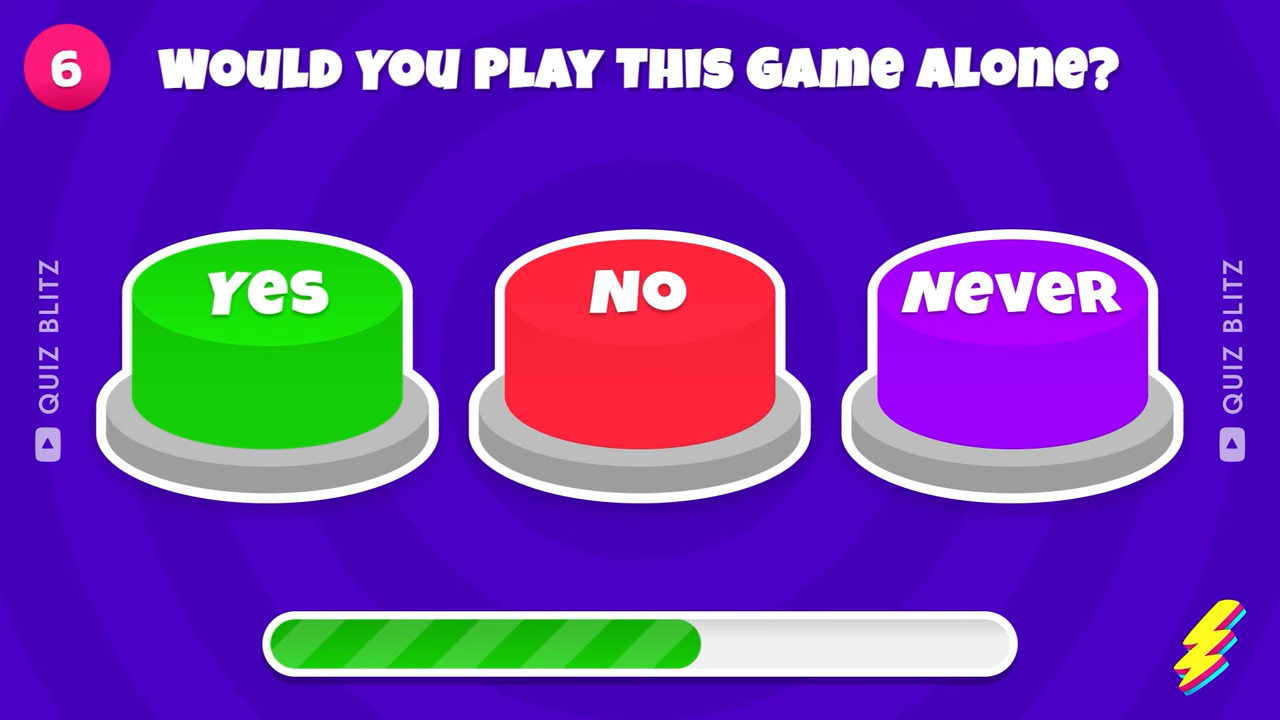 6
WOULD YOU PLAY THIS GAME ALONE?
YES
NO
NEVER
QUIZ BLITZ
QUIZ BLITZ